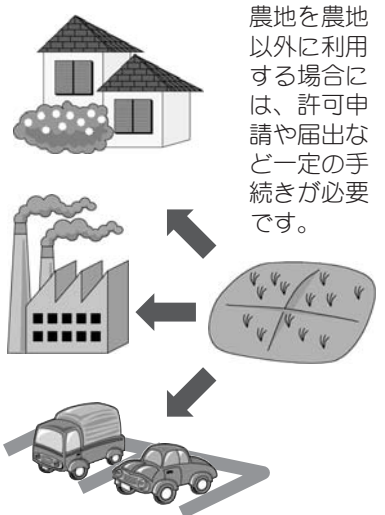 農地を農地
以外に利用
する場合に
は、許可申
請や届出な
ど一定の手
続きが必要
です。